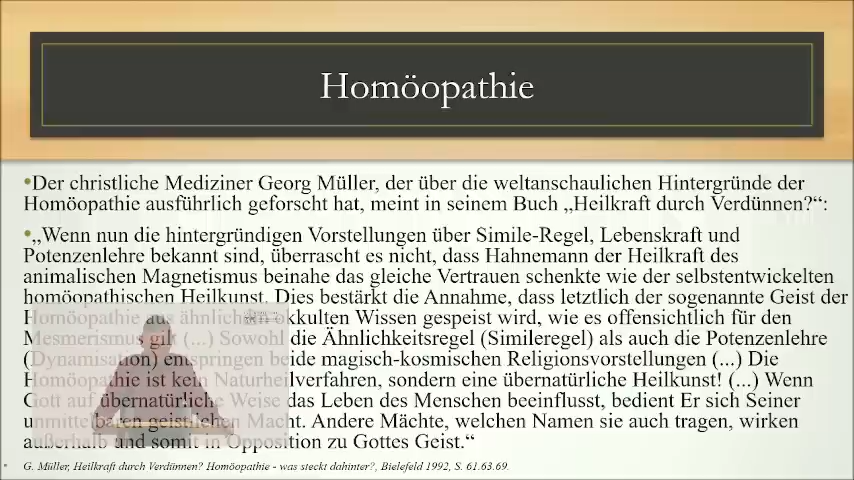 Homöopathie
•Der christliche Mediziner Georg Müller, der über die weltanschaulichen Hintergründe der
Homöopathie ausführlich geforscht hat, meint in seinem Buch „Heilkraft durch Verdünnen?“:
•„Wenn nun die hintergründigen Vorstellungen über Simile-Regel, Lebenskraft und
Potenzenlehre bekannt sind, überrascht es nicht, dass Hahnemann der Heilkraft des
animalischen Magnetismus beinahe das gleiche Vertrauen schenkte wie der selbstentwickelten
homöopathischen Heilkunst. Dies bestärkt die Annahme, dass letztlich der sogenannte Geist der
Homöopathie aus ähnlich okkulten Wissen gespeist wird, wie es offensichtlich für den
Mesmerismus gilt (...) Sowohl die Ähnlichkeitsregel (Simileregel) als auch die Potenzenlehre
(Dynamisation) entspringen beide magisch-kosmischen Religionsvorstellungen (...) Die
Homöopathie ist kein Naturheilverfahren, sondern eine übernatürliche Heilkunst! (...) Wenn
Gott auf übernatürliche Weise das Leben des Menschen beeinflusst, bedient Er sich Seiner
unmittelbaren geistlichen Macht. Andere Mächte, welchen Namen sie auch tragen, wirken
außerhalb und somit in Opposition zu Gottes Geist.“
• G. Müller, Heilkraft durch Verdünnen? Homöopathie - was steckt dahinter?, Bielefeld 1992, S. 61.63.69.